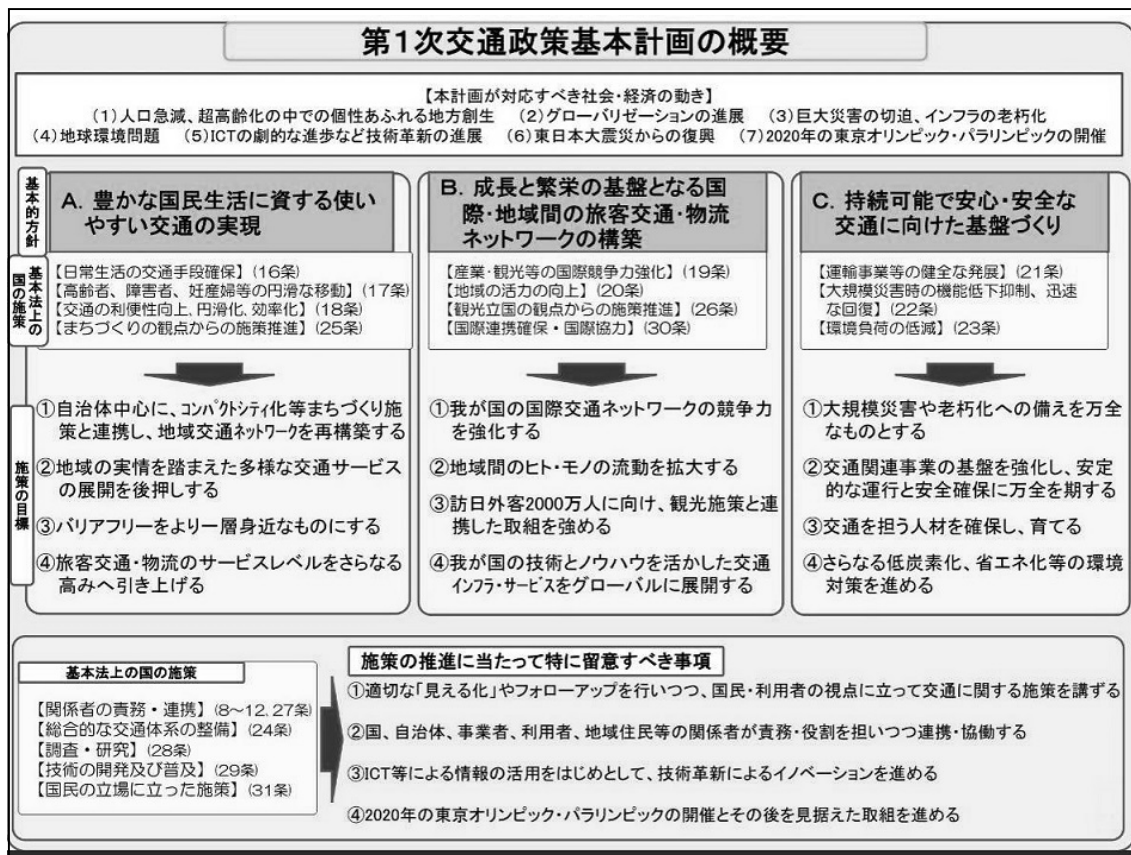 第1次交通政策基本計画の概要
【本計画が対応すべき社会・経済の動き】
(1)人口急減、超高齢化の中での個性あふれる地方創生 (2)グローバリゼーションの進展 (3)巨大災害の切迫、インフラの老朽化
(4)地球環境問題 (5)ICTの劇的な進歩など技術革新の進展 (6)東日本大震災からの復興 (7)2020年の東京オリンピック・パラリンピックの開催
基本的方針
A. 豊かな国民生活に資する使い
やすい交通の実現
基本法上の
国の施策
【日常生活の交通手段確保】(16条)
【高齢者、障害者、妊産婦等の円滑な移動】(17条)
【交通の利便性向上、円滑化、効率化】(18条)
【まちづくりの観点からの施策推進】(25条)
施策の目標
①自治体中心に、コンパクトシティ化等まちづくり施
策と連携し、地域交通ネットワークを再構築する
②地域の実情を踏まえた多様な交通サービス
の展開を後押しする
③バリアフリーをより一層身近なものにする
④旅客交通・物流のサービスレベルをさらなる
高みへ引き上げる
B. 成長と繁栄の基盤となる国
際・地域間の旅客交通・物流
ネットワークの構築
【産業・観光等の国際競争力強化】(19条)
【地域の活力の向上】(20条)
【観光立国の観点からの施策推進】(26条)
【国際連携確保・国際協力】(30条)
①我が国の国際交通ネットワークの競争力
を強化する
②地域間のヒト・モノの流動を拡大する
③訪日外客2000万人に向け、観光施策と連
携した取組を強める
④我が国の技術とノウハウを活かした交通
インフラ・サービスをグローバルに展開する
C. 持続可能で安心・安全な
交通に向けた基盤づくり
【運輸事業等の健全な発展】(21条)
【大規模災害時の機能低下抑制、迅速
な回復】(22条)
【環境負荷の低減】(23条)
①大規模災害や老朽化への備えを万全
なものとする
②交通関連事業の基盤を強化し、安定
的な運行と安全確保に万全を期する
③交通を担う人材を確保し、育てる
④さらなる低炭素化、省エネ化等の環境
対策を進める
基本法上の国の施策
【関係者の責務・連携】(8～12, 27条)
【総合的な交通体系の整備】(24条)
【調査・研究】(28条)
【技術の開発及び普及】(29条)
【国民の立場に立った施策】(31条)
施策の推進に当たって特に留意すべき事項
①適切な「見える化」やフォローアップを行いつつ、国民・利用者の視点に立って交通に関する施策を講ずる
②国、自治体、事業者、利用者、地域住民等の関係者が責務・役割を担いつつ連携・協働する
③ICT等による情報の活用をはじめとして、技術革新によるイノベーションを進める
④2020年の東京オリンピック・パラリンピックの開催とその後を見据えた取組を進める